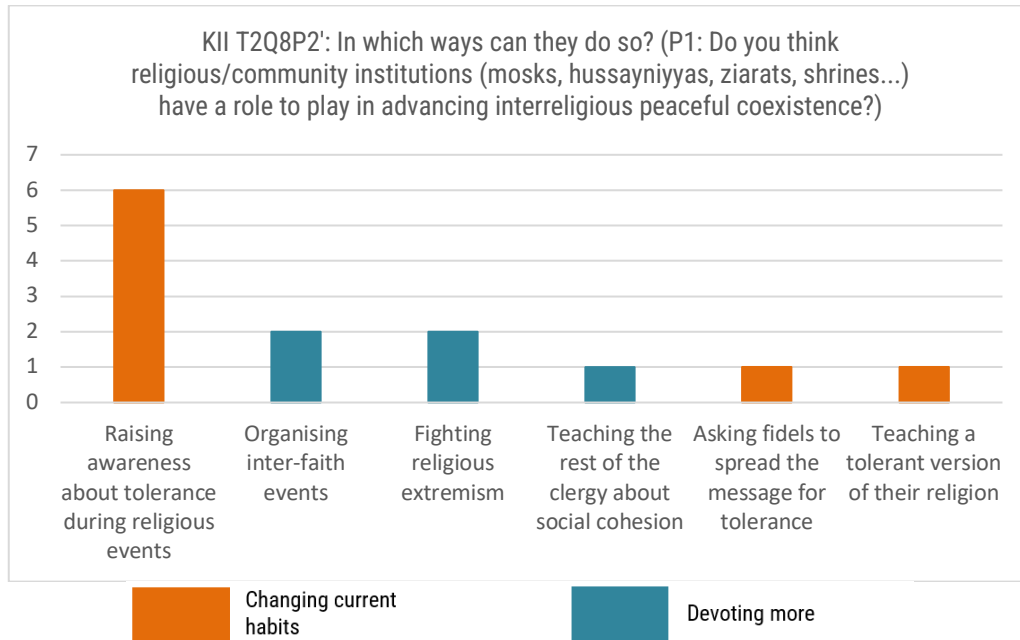 KII T2Q8P2': In which ways can they do so? (P1: Do you think
religious/community institutions (mosks, hussayniyyas, ziarats, shrines...)
have a role to play in advancing interreligious peaceful coexistence?)
7
6
5
4
3
2
1
0
Raising
awareness
about tolerance
during religious
events
Organising
inter-faith
events
Fighting
religious
extremism
Teaching the
rest of the
clergy about
social cohesion
Asking fidels to
spread the
message for
tolerance
Teaching a
tolerant version
of their religion
Changing current
habits
Devoting more